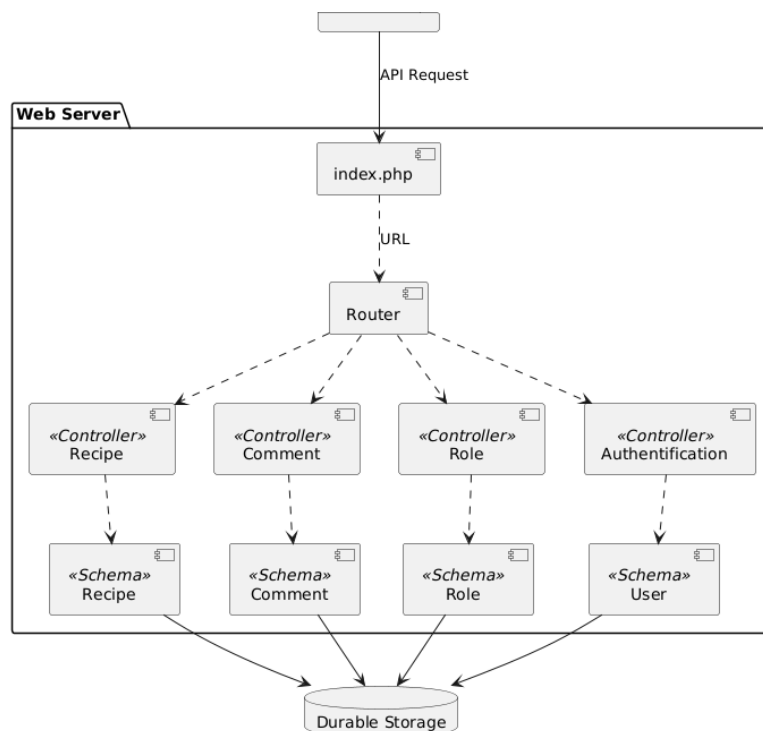 API Request
Web Server
index.php
URL
Router
«Controller»
Recipe
«Controller»
Comment
«Controller»
Role
«Controller»
Authentification
«Schema»
Recipe
«Schema»
Comment
«Schema»
Role
«Schema»
User
Durable Storage